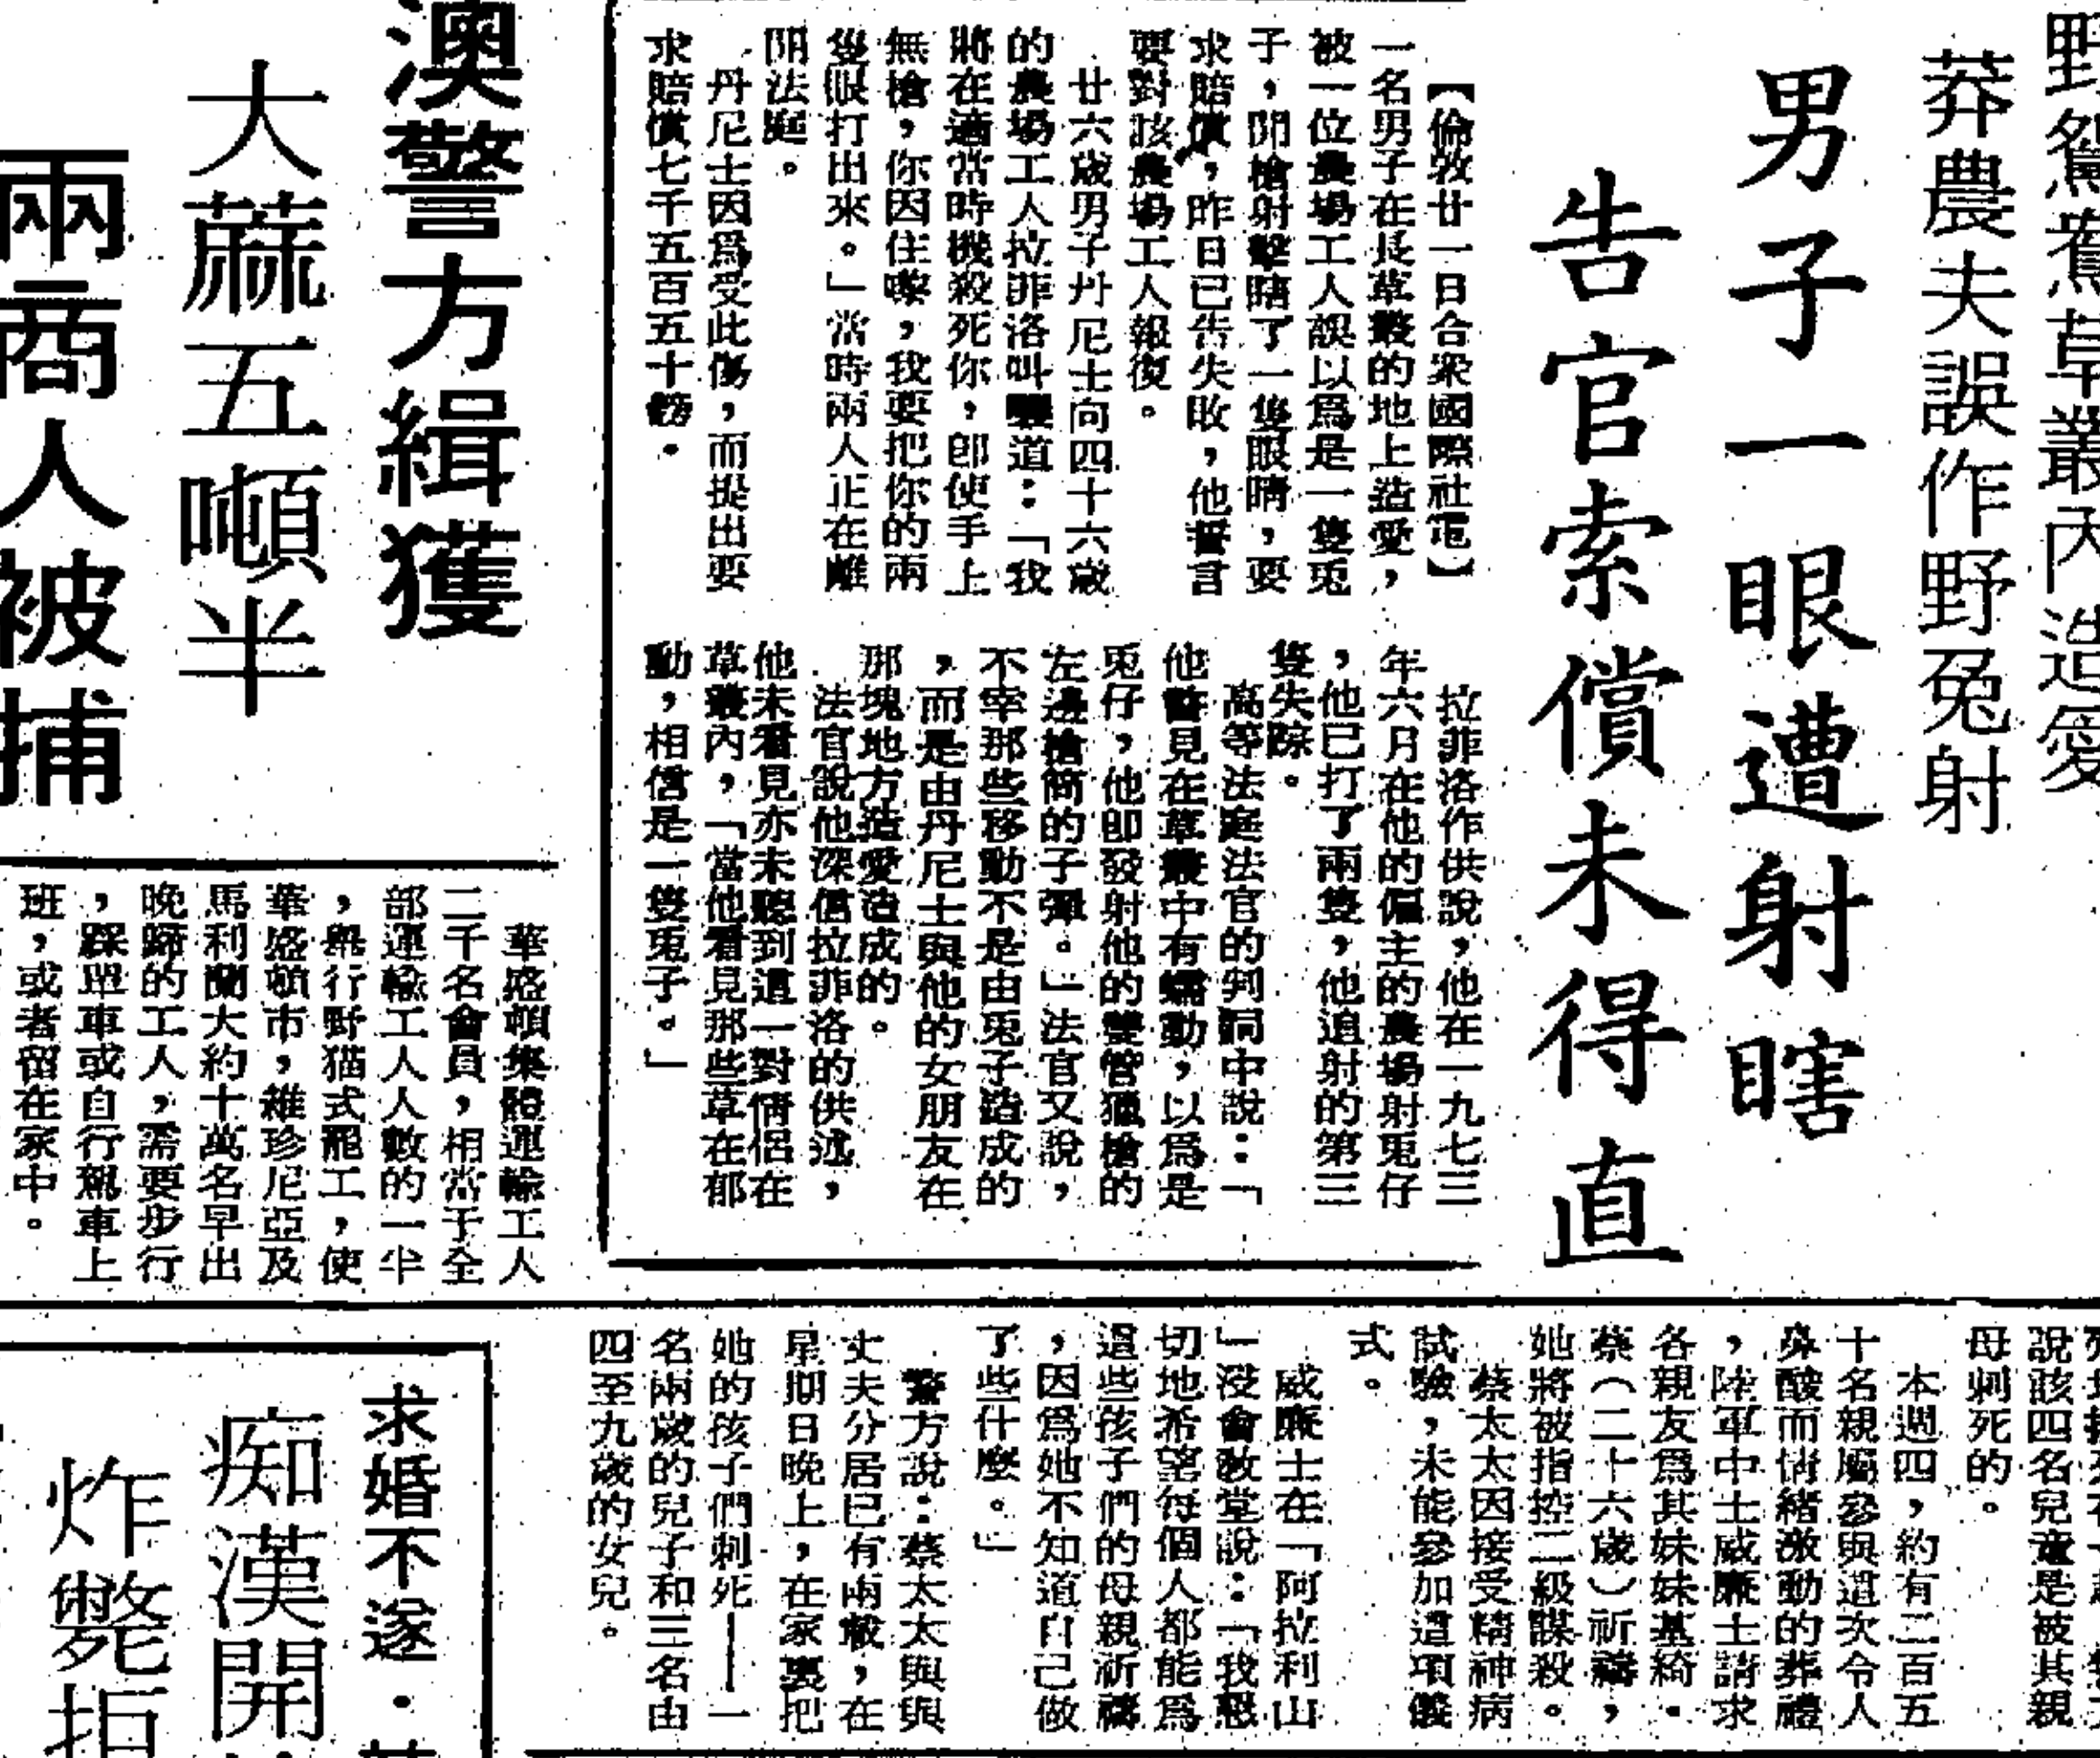 野鴛鴦草叢內造愛
莽農夫誤作野兔射
男子一眼遭射瞎
告官索償未得直
【倫敦廿一日合衆國際社電】
一名男子在長草叢的地上造愛，
被一位農場工人誤以爲是一隻兎
子，開槍射擊瞎了一隻眼睛，要
求賠償，昨日已告失敗，他誓言
要對該農場工人報復。
廿六歲男子丹尼士向四十六歲
的農場工人拉菲洛叫囔道：「我
將在適當時機殺死你，卽使手上
無槍，你因住嚟，我要把你的兩
隻眼打出來。」當時兩人正在離
開法庭。
丹尼士因爲受此傷，而提出要
求賠償七千五百五十鎊．
拉菲洛作供說，他在一九七三
年六月在他的僱主的農場射兎仔
，他已打了兩隻，他追射的第三
隻失踪。
高等法庭法官的判詞中說：「
他瞥見在草叢中有蠕動，以爲是
兎仔，他卽發射他的雙管獵槍的
左邊槍筒的子彈。」法官又說，
不幸那些移動不是由兎子造成的
，而是由丹尼士與他的女朋友在
那塊地方造愛造成的。
法官說他深信拉菲洛的供述，
他未看見亦未聽到這一對情侶在
草叢內，「當他看見那些草在郁
動，相信是一隻兎子。」
澳警方緝獲
大蔴五噸半
兩商人被捕
華盛頓集體運輸工人
二千名會員，相當于全
部運輸工人人數的一半
，舉行野猫式罷工，使
華盛頓市，維珍尼亞及
馬利蘭大約十萬名早出
晚歸的工人，需要步行
，踩單車或自行駕車上
班，或者留在家中。
說該四名兒童是被其親
母刺死的。
本週四，約有二百五
十名親屬參與這次令人
鼻酸而情緒激動的葬禮
，陸軍中士威廉士請求
各親友爲其妹妹基綺．
蔡（二十六歲）祈禱，
她將被指控二級謀殺。
蔡太太因接受精神病
試驗，未能參加這項儀
式。
威廉士在「阿拉利山
」浸會教堂說：「我懇
切地希望每個人都能爲
這些孩子們的母親祈禱
，因爲她不知道自己做
了些什麼。」
警方說：蔡太太與與
丈夫分居已有兩載，在
星期日晚上，在家裏把
她的孩子們刺死——一
名兩歲的兒子和三名由
四至九歲的女兒。
求婚不遂．
痴漢開
炸斃拒